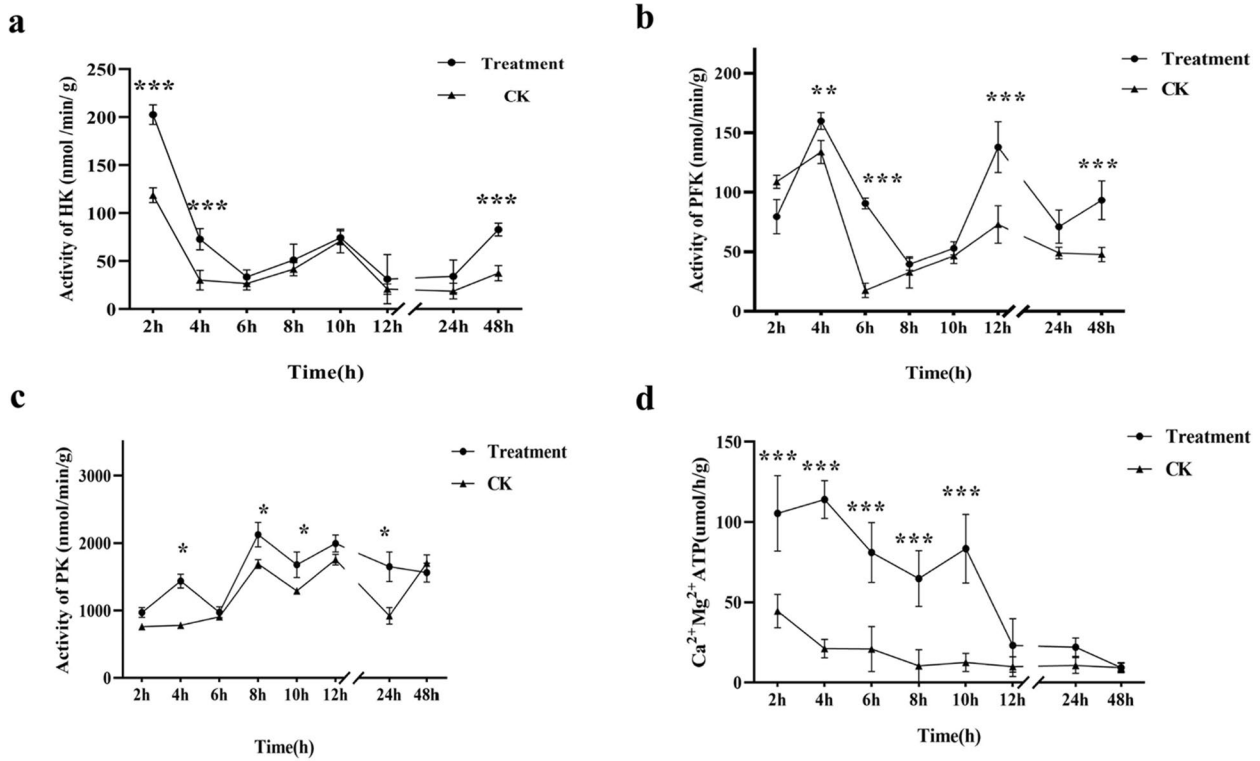 a
Activity of HK (nmol /min/ g)
250
200
150
100
50
0
***
***
***
Treatment
CK
2h 4h 6h 8h 10h 12h 24h 48h
Time(h)
b
Activity of PFK (nmol/min/g)
200
150
100
50
0
**
***
***
***
Treatment
CK
2h 4h 6h 8h 10h 12h 24h 48h
Time(h)
c
Activity of PK (nmol/min/g)
3000
2000
1000
0
*
*
*
*
Treatment
CK
2h 4h 6h 8h 10h 12h 24h 48h
Time(h)
d
Ca2+Mg2+ATP(umol/h/g)
150
100
50
0
***
***
***
***
***
Treatment
CK
2h 4h 6h 8h 10h 12h 24h 48h
Time(h)